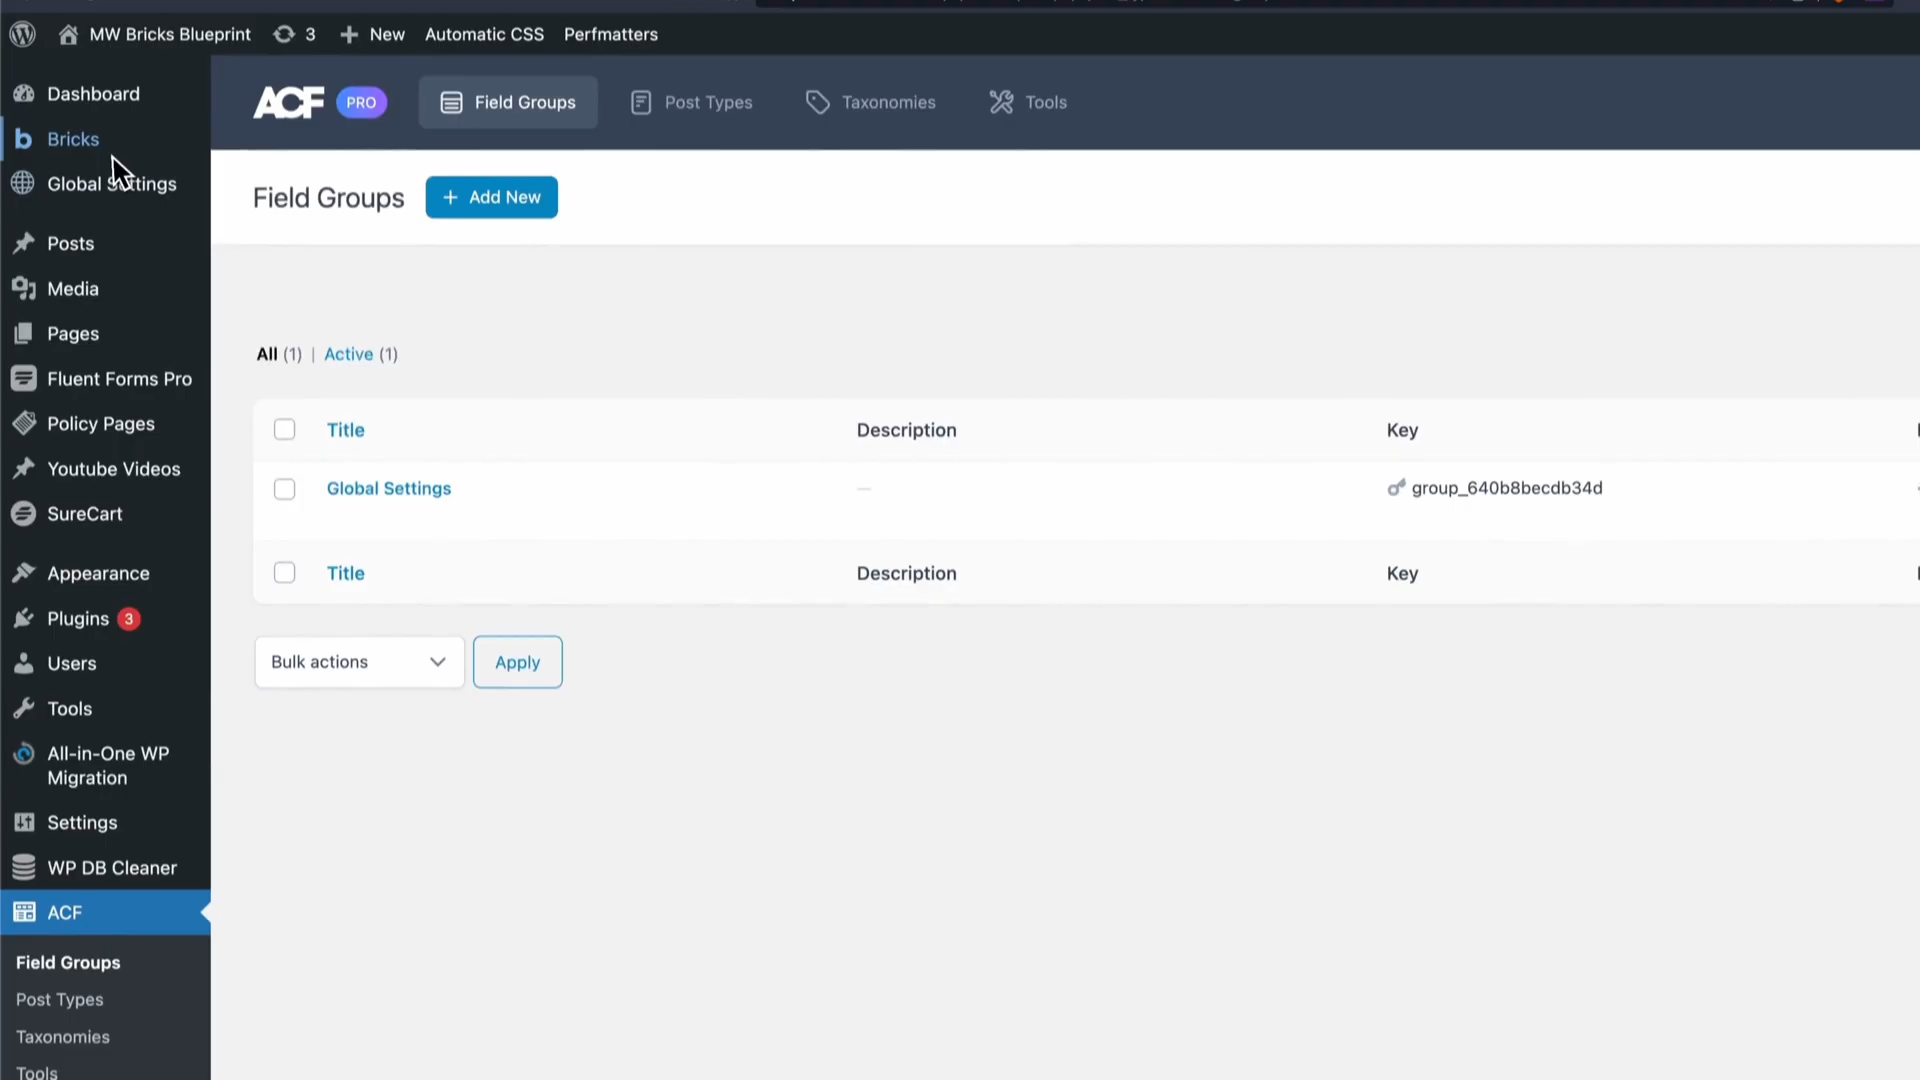 MW Bricks Blueprint 3 New Automatic CSS Perfmatters
Dashboard
Bricks
Global Settings
Posts
Media
Pages
Fluent Forms Pro
Policy Pages
Youtube Videos
SureCart
Appearance
Plugins 3
Users
Tools
All-in-One WP
Migration
Settings
WP DB Cleaner
ACF
Field Groups
Post Types
Taxonomies
Tools
ACF PRO Field Groups Post Types Taxonomies Tools
Field Groups + Add New
All (1) | Active (1)
Title Description Key
Global Settings — group_640b8becdb34d
Title Description Key
Bulk actions Apply